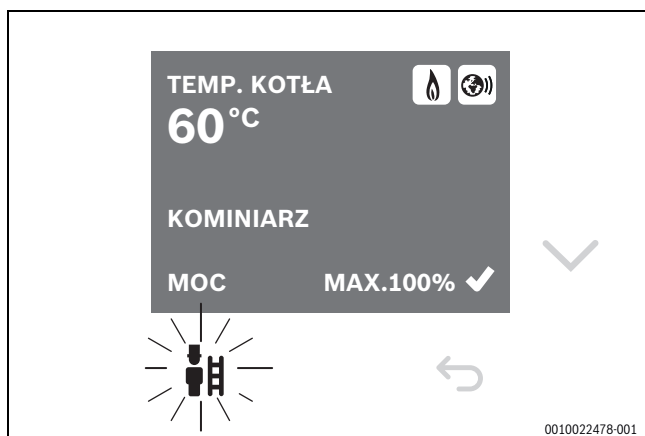 TEMP. KOTŁA
60°C
KOMINIARZ
MOC MAX.100%
0010022478-001